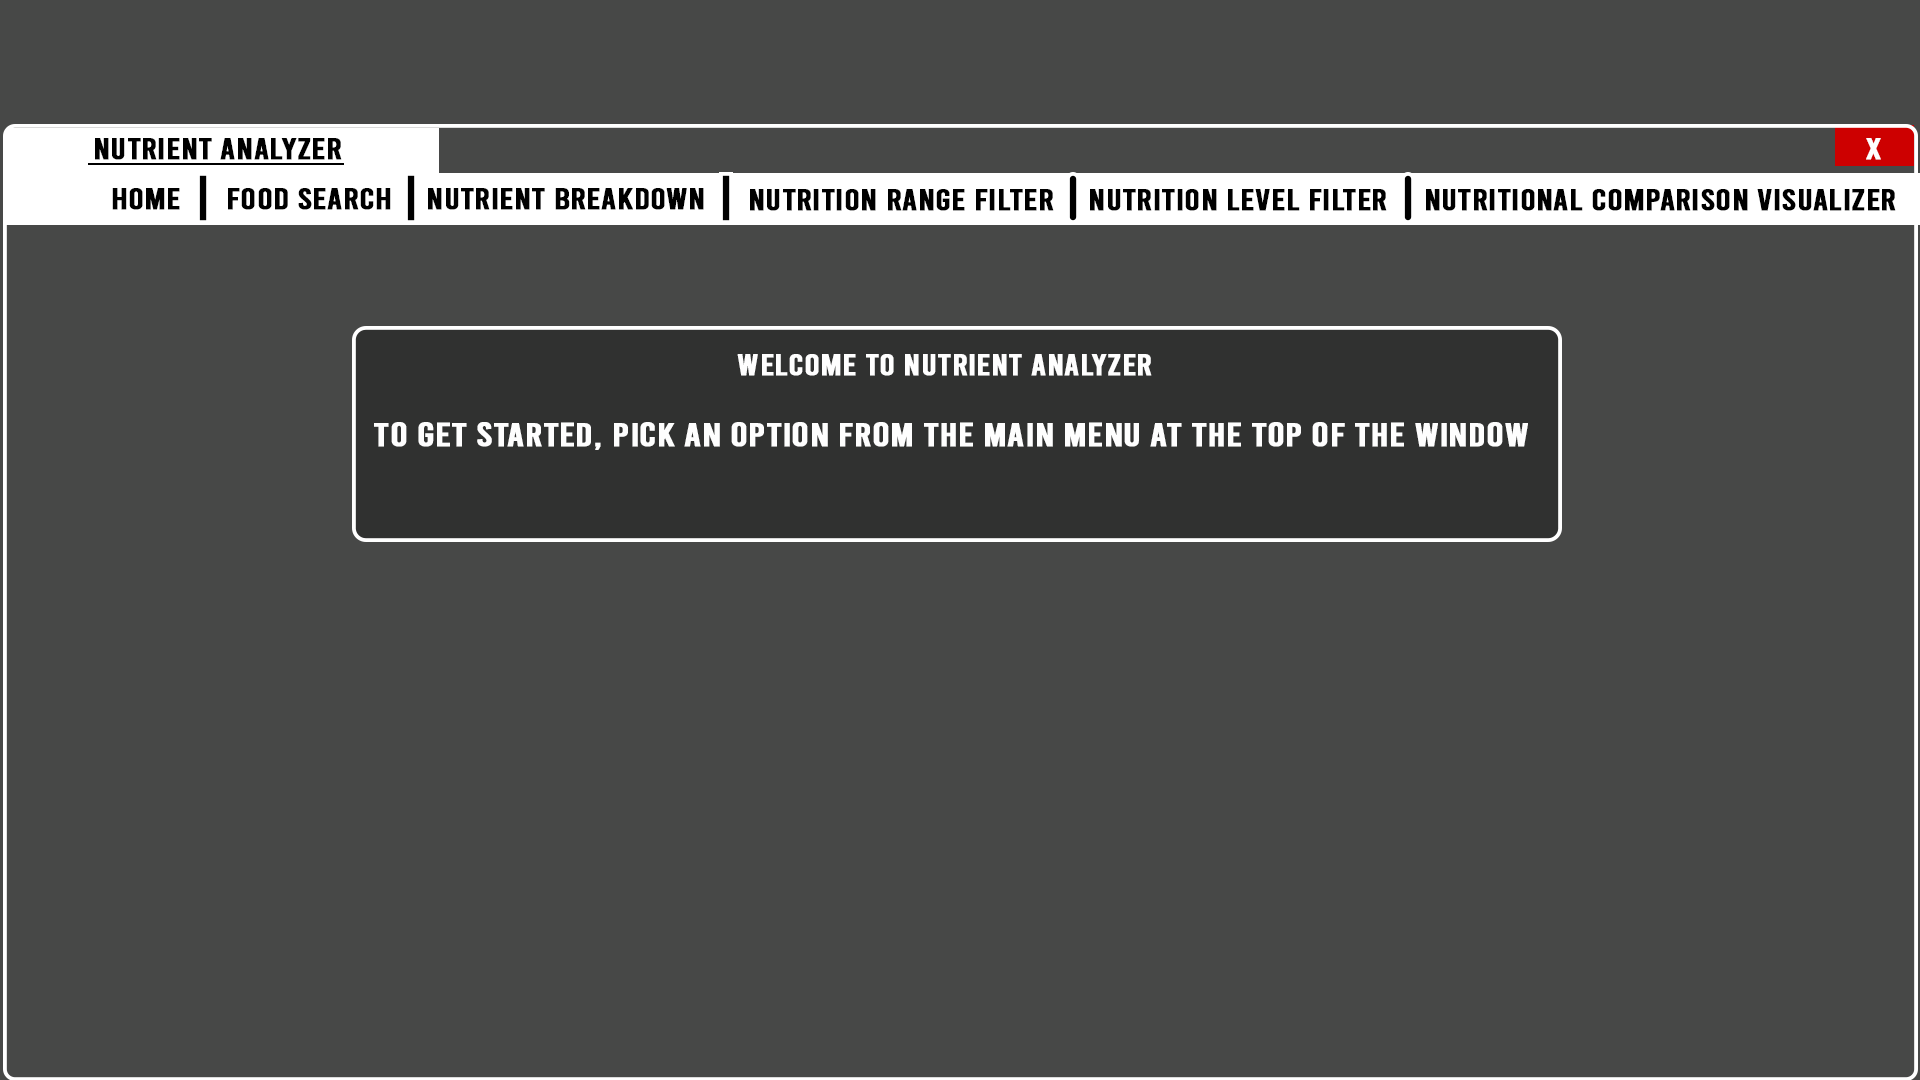 NUTRIENT ANALYZER
X
HOME | FOOD SEARCH | NUTRIENT BREAKDOWN | NUTRITION RANGE FILTER | NUTRITION LEVEL FILTER | NUTRITIONAL COMPARISON VISUALIZER
WELCOME TO NUTRIENT ANALYZER
TO GET STARTED, PICK AN OPTION FROM THE MAIN MENU AT THE TOP OF THE WINDOW